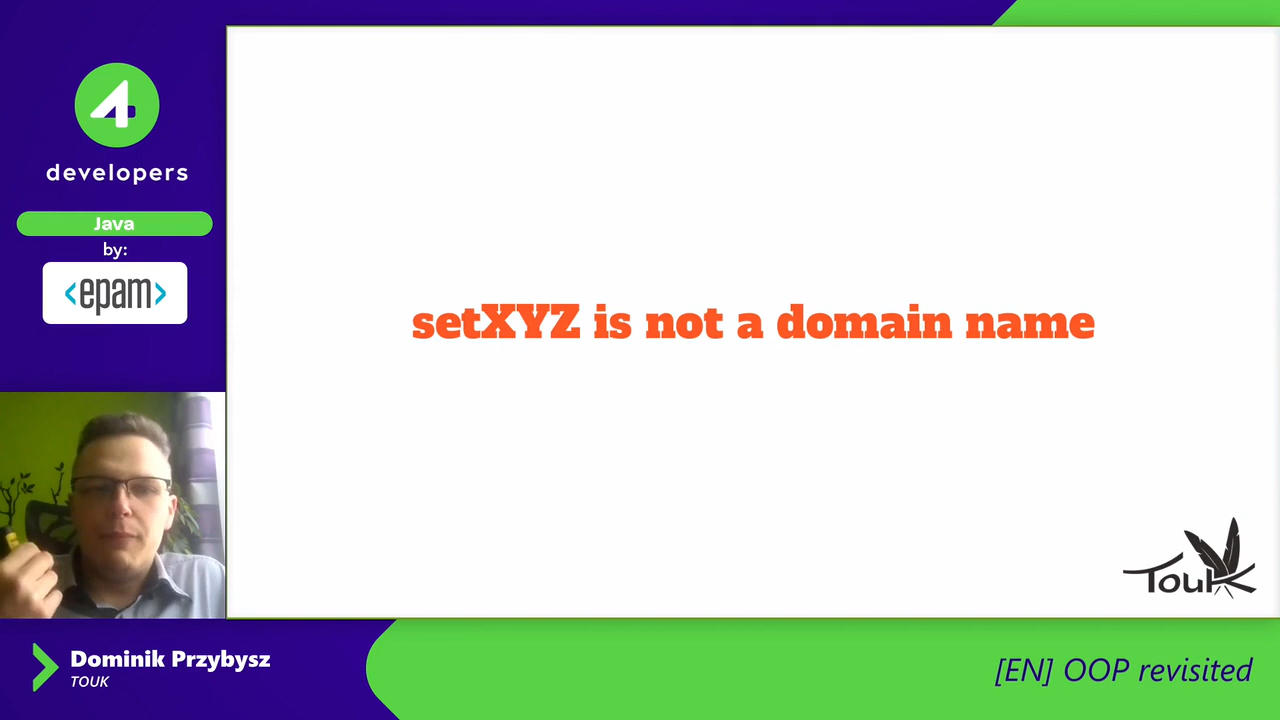 4
developers
Java
by:
<epam>
setXYZ is not a domain name
Touk
Dominik Przybysz
TOUK
[EN] OOP revisited